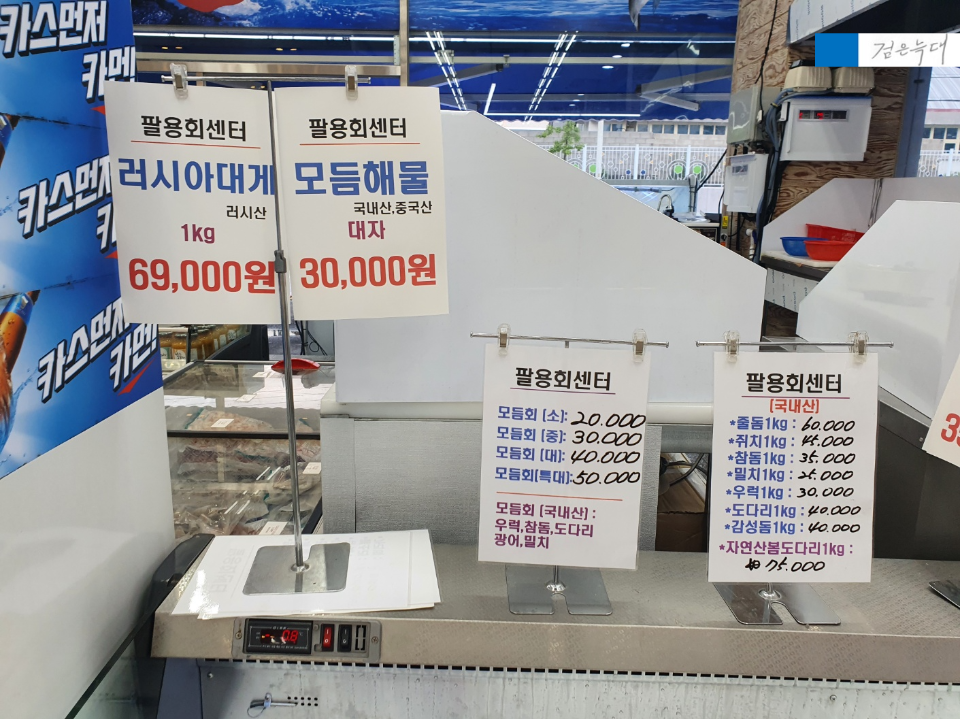 카스먼저
카스먼저
카스먼저
카먼
검은늑대
팔용회센터
러시아대게
러시산
1kg
69,000원
팔용회센터
모듬해물
국내산,중국산
대자
30,000원
팔용회센터
모듬회 (소): 20.000
모듬회 (중): 30.000
모듬회 (대): 40.000
모듬회(특대): 50.000
모듬회 (국내산) :
우럭,참돔,도다리
광어,밀치
팔용회센터
(국내산)
*줄돔1kg : 60.000
*쥐치1kg : 45.000
*참돔1kg : 35.000
*밀치1kg : 25.000
*우럭1kg : 30.000
*도다리1kg : 40.000
*감성돔1kg : 40.000
*자연산봄도다리1kg :
75.000